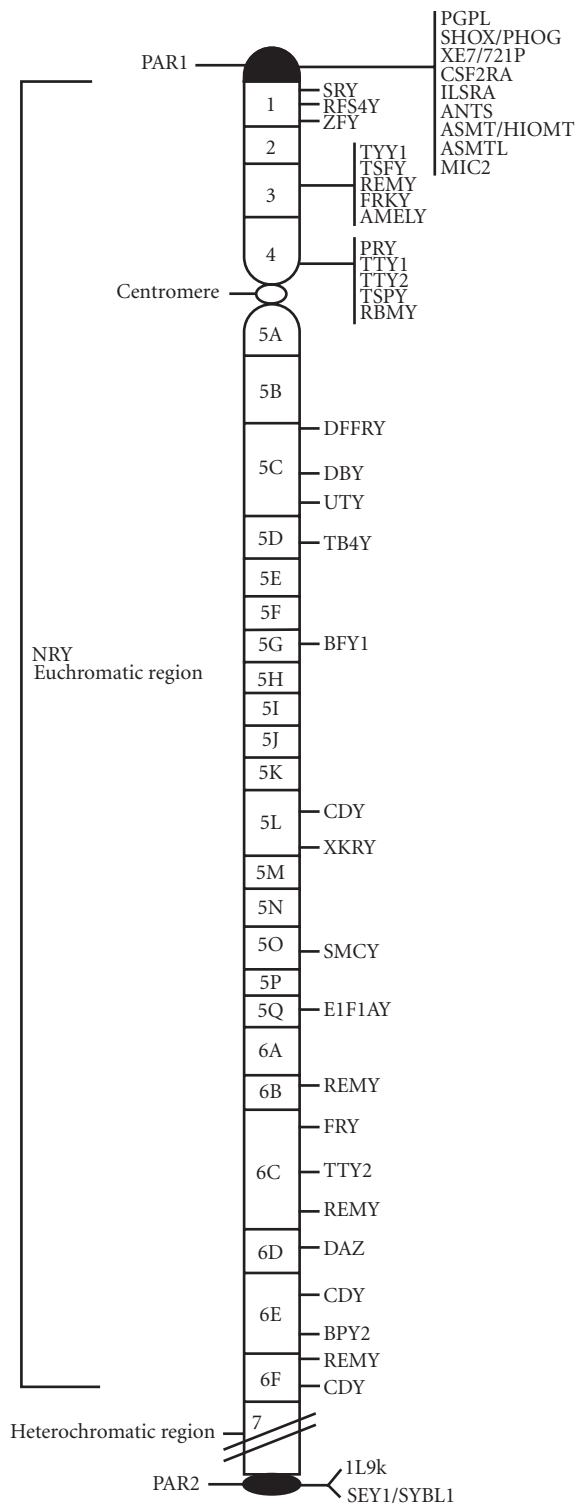 PAR1
PGPL
SHOX/PHOG
XE7/721P
CSF2RA
ILSRA
ANTS
ASMT/HIOMT
ASMTL
MIC2
1
SRY
RFS4Y
ZFY
2
3
TYY1
TSFY
REMY
FRKY
AMELY
4
PRY
TTY1
TTY2
TSPY
RBMY
Centromere
5A
5B
DFFRY
5C
DBY
UTY
5D
TB4Y
5E
5F
5G
BFY1
NRY
Euchromatic region
5H
5I
5J
5K
CDY
5L
XKRY
5M
5N
5O
SMCY
5P
5Q
E1F1AY
6A
6B
REMY
FRY
6C
TTY2
REMY
6D
DAZ
CDY
6E
BPY2
REMY
6F
CDY
7
Heterochromatic region
1L9k
PAR2
SEY1/SYBL1